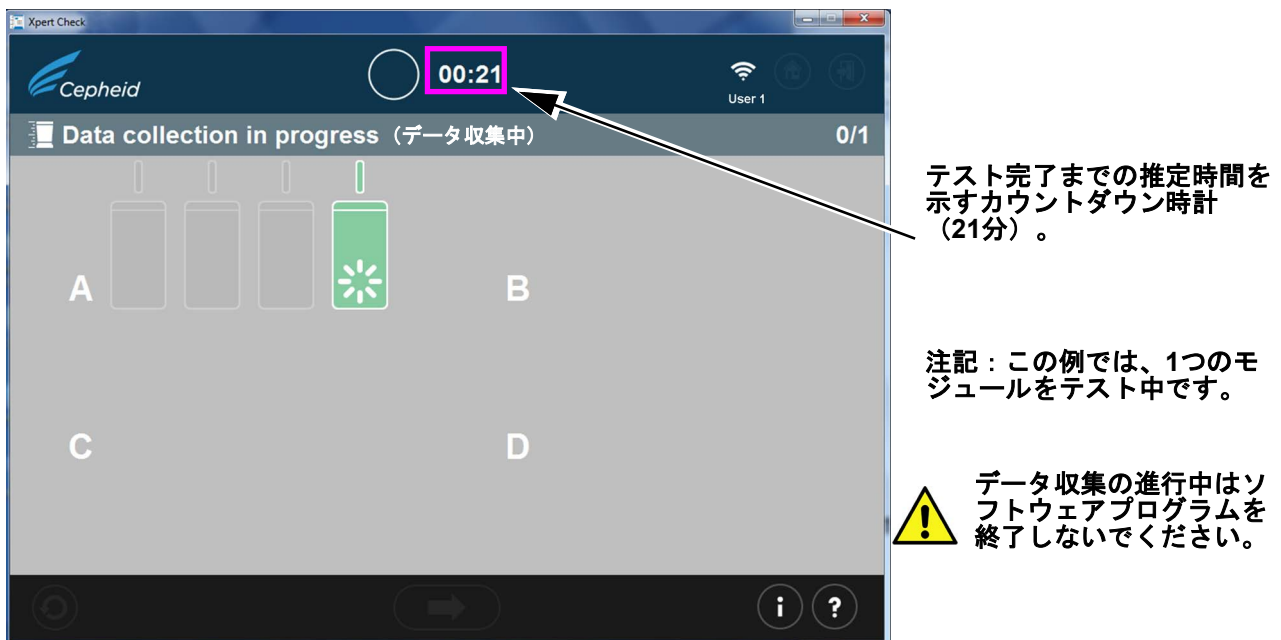 Xpert Check
Cepheid
00:21
User 1
Data collection in progress（データ収集中）
0/1
A
B
C
D
テスト完了までの推定時間を
示すカウントダウン時計
（21分）。
注記：この例では、1つのモ
ジュールをテスト中です。
データ収集の進行中はソ
フトウェアプログラムを
終了しないでください。
i
?